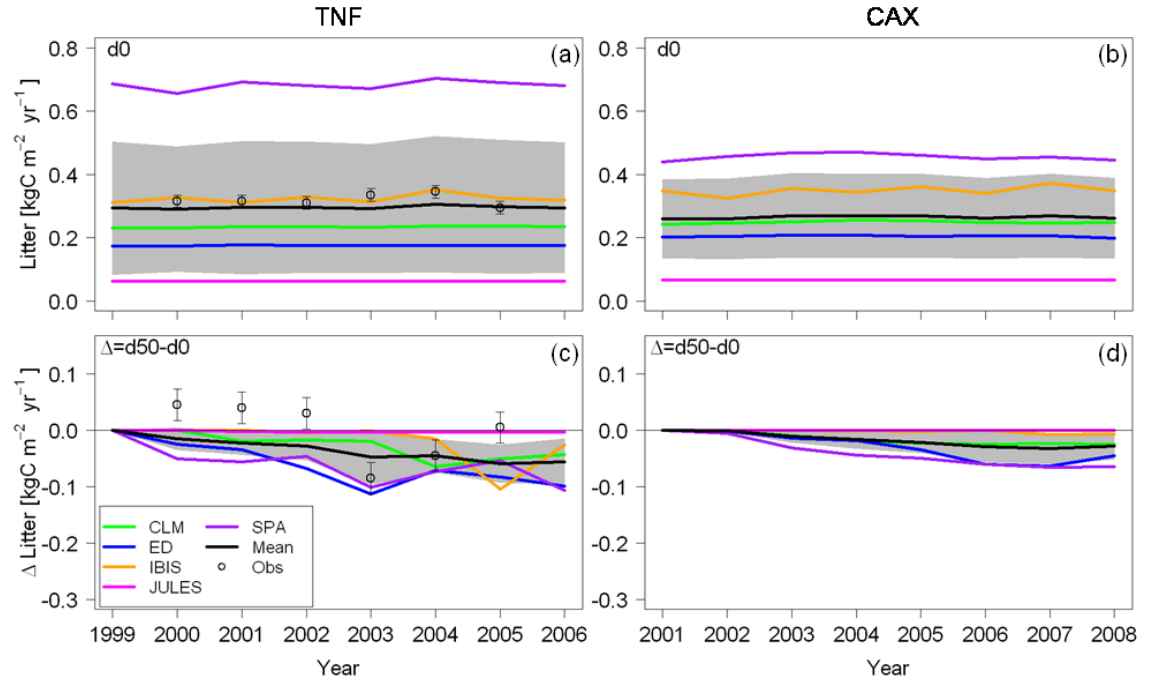 TNF
CAX
d0
(a)
0.8
0.6
0.4
0.2
0.0
Litter [kgC m⁻² yr⁻¹ ]
d0
(b)
0.8
0.6
0.4
0.2
0.0
Δ=d50-d0
(c)
0.1
0.0
-0.1
-0.2
-0.3
Δ Litter [kgC m⁻² yr⁻¹ ]
CLM
ED
IBIS
JULES
SPA
Mean
Obs
1999 2000 2001 2002 2003 2004 2005 2006
Year
Δ=d50-d0
(d)
0.1
0.0
-0.1
-0.2
-0.3
2001 2002 2003 2004 2005 2006 2007 2008
Year